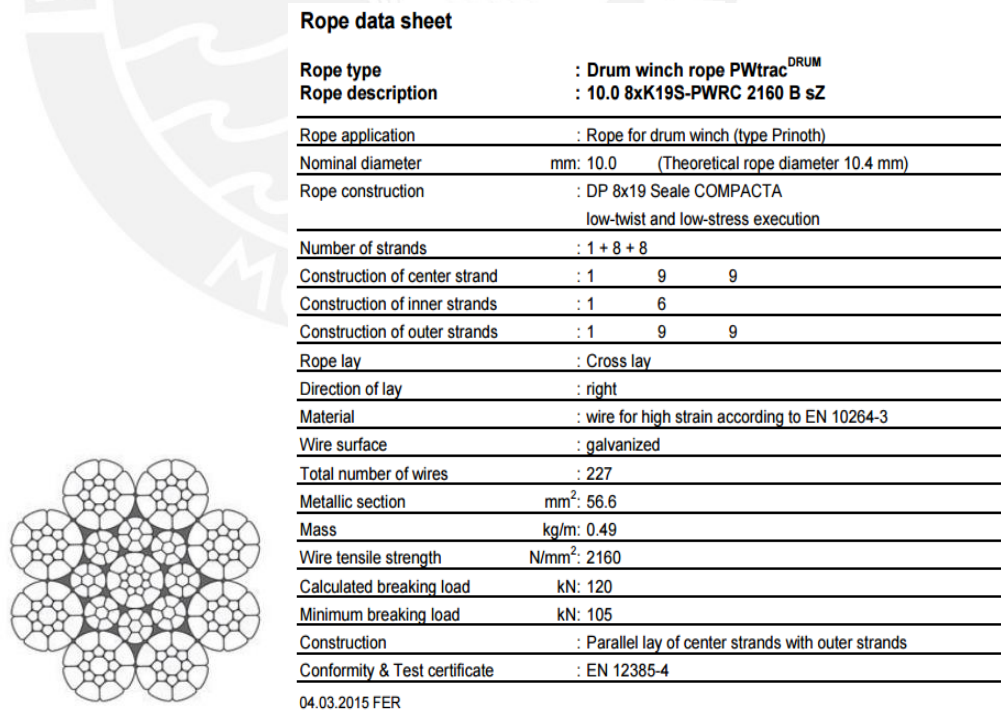 Rope data sheet
Rope type : Drum winch rope PWtracDRUM
Rope description : 10.0 8xK19S-PWRC 2160 B sZ
Rope application : Rope for drum winch (type Prinoth)
Nominal diameter mm: 10.0 (Theoretical rope diameter 10.4 mm)
Rope construction : DP 8x19 Seale COMPACTA
low-twist and low-stress execution
Number of strands : 1 + 8 + 8
Construction of center strand : 1 9 9
Construction of inner strands : 1 6
Construction of outer strands : 1 9 9
Rope lay : Cross lay
Direction of lay : right
Material : wire for high strain according to EN 10264-3
Wire surface : galvanized
Total number of wires : 227
Metallic section mm2: 56.6
Mass kg/m: 0.49
Wire tensile strength N/mm2: 2160
Calculated breaking load kN: 120
Minimum breaking load kN: 105
Construction : Parallel lay of center strands with outer strands
Conformity & Test certificate : EN 12385-4
04.03.2015 FER